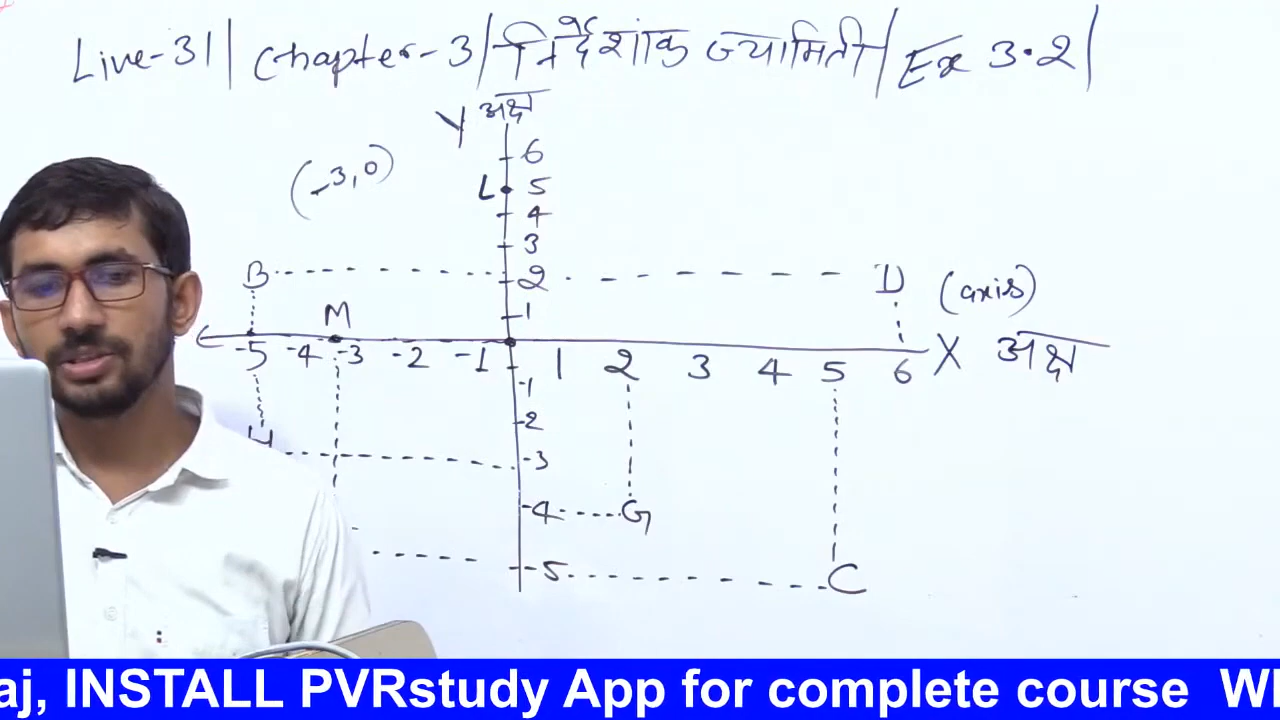 Live-31| Chapter-3| निर्देशांक ज्यामिती| Ex 3.2|
Y अक्ष
(-3,0)
6
L 5
4
3
B 2 D (axis)
1
M
-5 -4 -3 -2 -1 1 2 3 4 5 6 X अक्ष
-1
-2
H -3
-4 G
-5 C
aj, INSTALL PVRstudy App for complete course